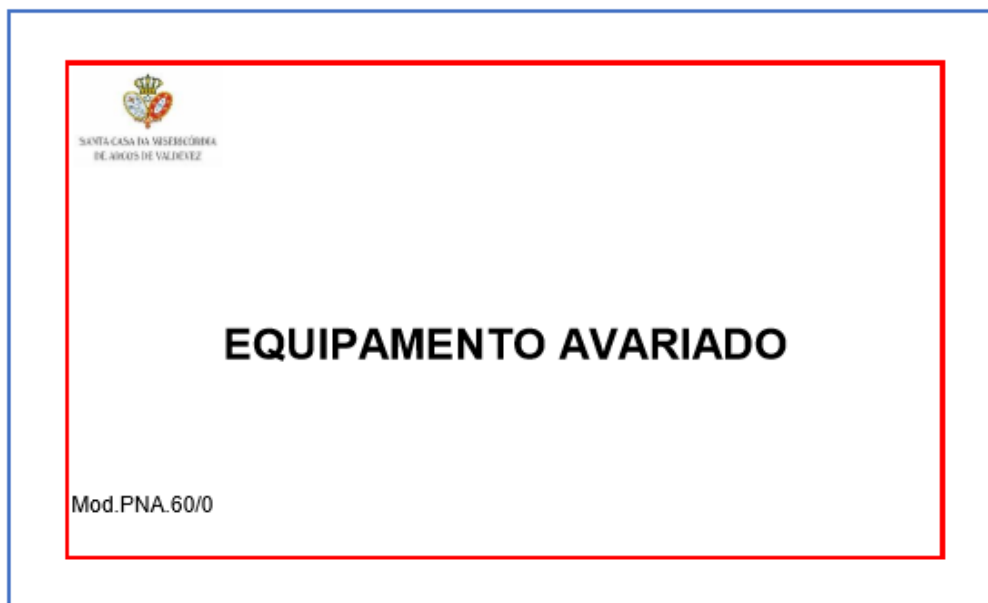 SANTA CASA DA MISERICÓRDIA
DE ARCOS DE VALDEVEZ
EQUIPAMENTO AVARIADO
Mod.PNA.60/0